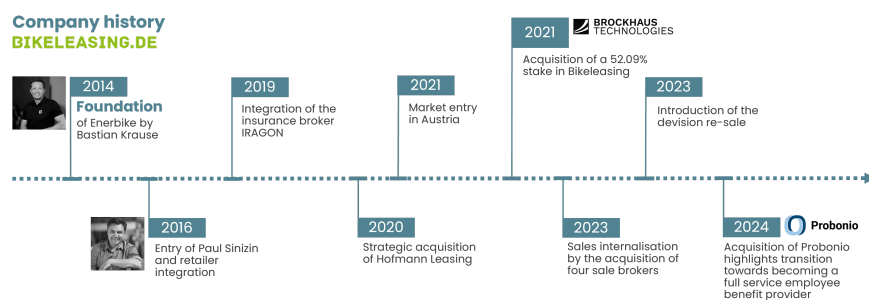 Company history
BIKELEASING.DE
2014
Foundation
of Enerbike by
Bastian Krause
2016
Entry of Paul Sinizin
and retailer
integration
2019
Integration of the
insurance broker
IRAGON
2020
Strategic acquisition
of Hofmann Leasing
2021
Market entry
in Austria
2021
BROCKHAUS
TECHNOLOGIES
Acquisition of a 52.09%
stake in Bikeleasing
2023
Sales internalisation
by the acquisition of
four sale brokers
2023
Introduction of the
devision re-sale
2024
Probonio
Acquisition of Probonio
highlights transition
towards becoming a
full service employee
benefit provider